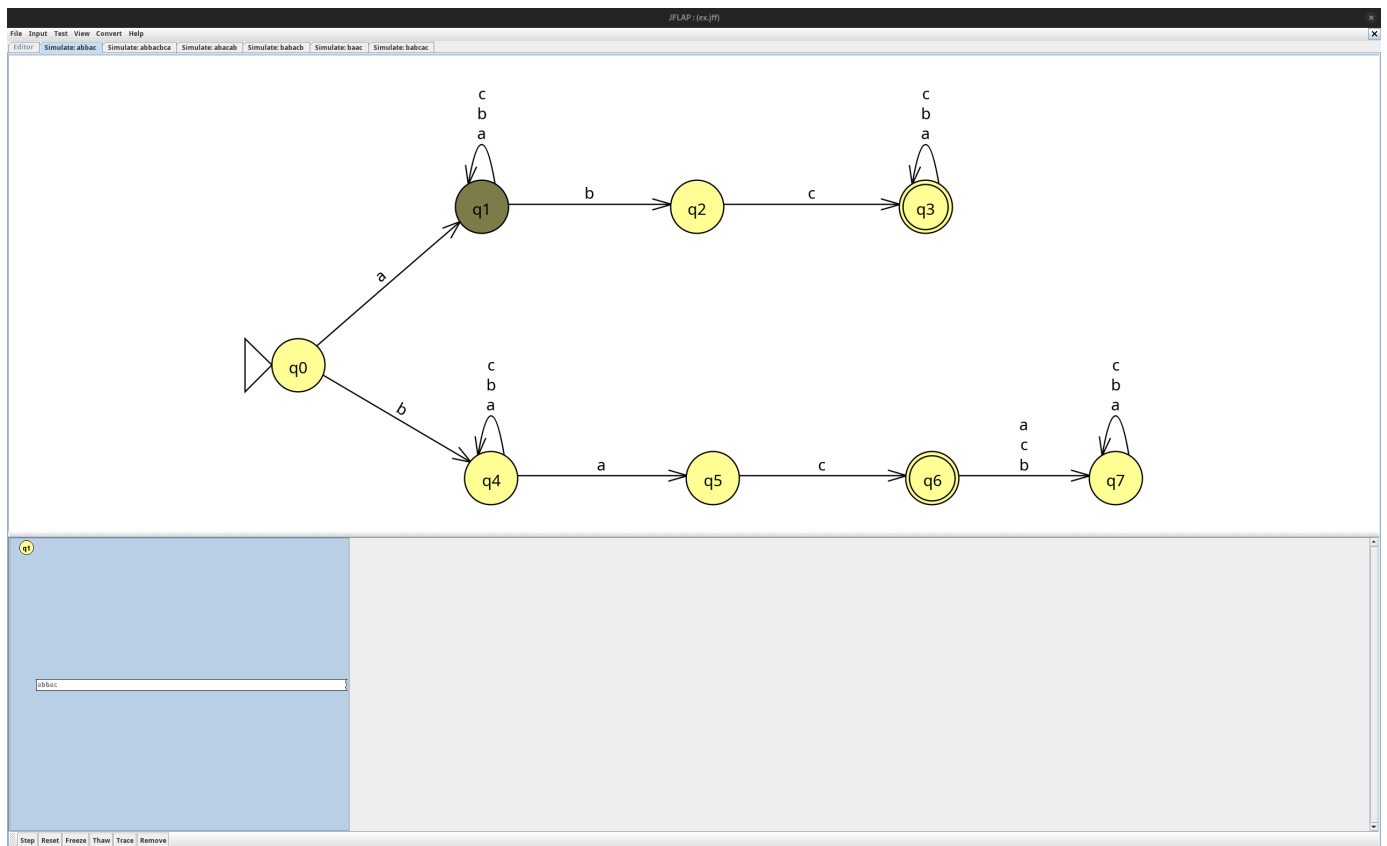 JFLAP : (ex.jff)
File Input Test View Convert Help
Editor Simulate: abbac Simulate: abbacbca Simulate: abacab Simulate: babacb Simulate: baac Simulate: babcac
c
b
a
c
b
a
q1
b
q2
c
q3
a
q0
b
c
b
a
c
b
a
a
c
b
q4
a
q5
c
q6
q7
q1
abbac
Step Reset Freeze Thaw Trace Remove